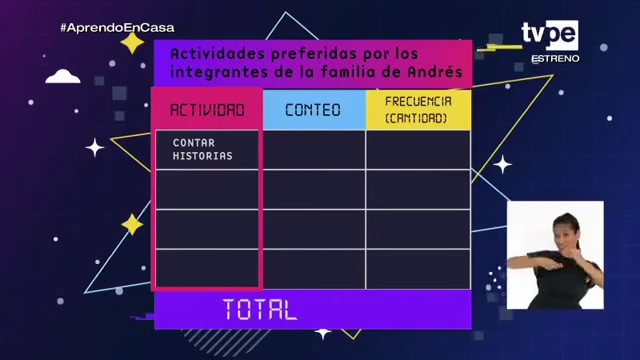 #AprendoEnCasa
tvpe
ESTRENO
Actividades preferidas por los
integrantes de la familia de Andrés
ACTIVIDAD
CONTEO
FRECUENCIA
(CANTIDAD)
CONTAR
HISTORIAS
TOTAL